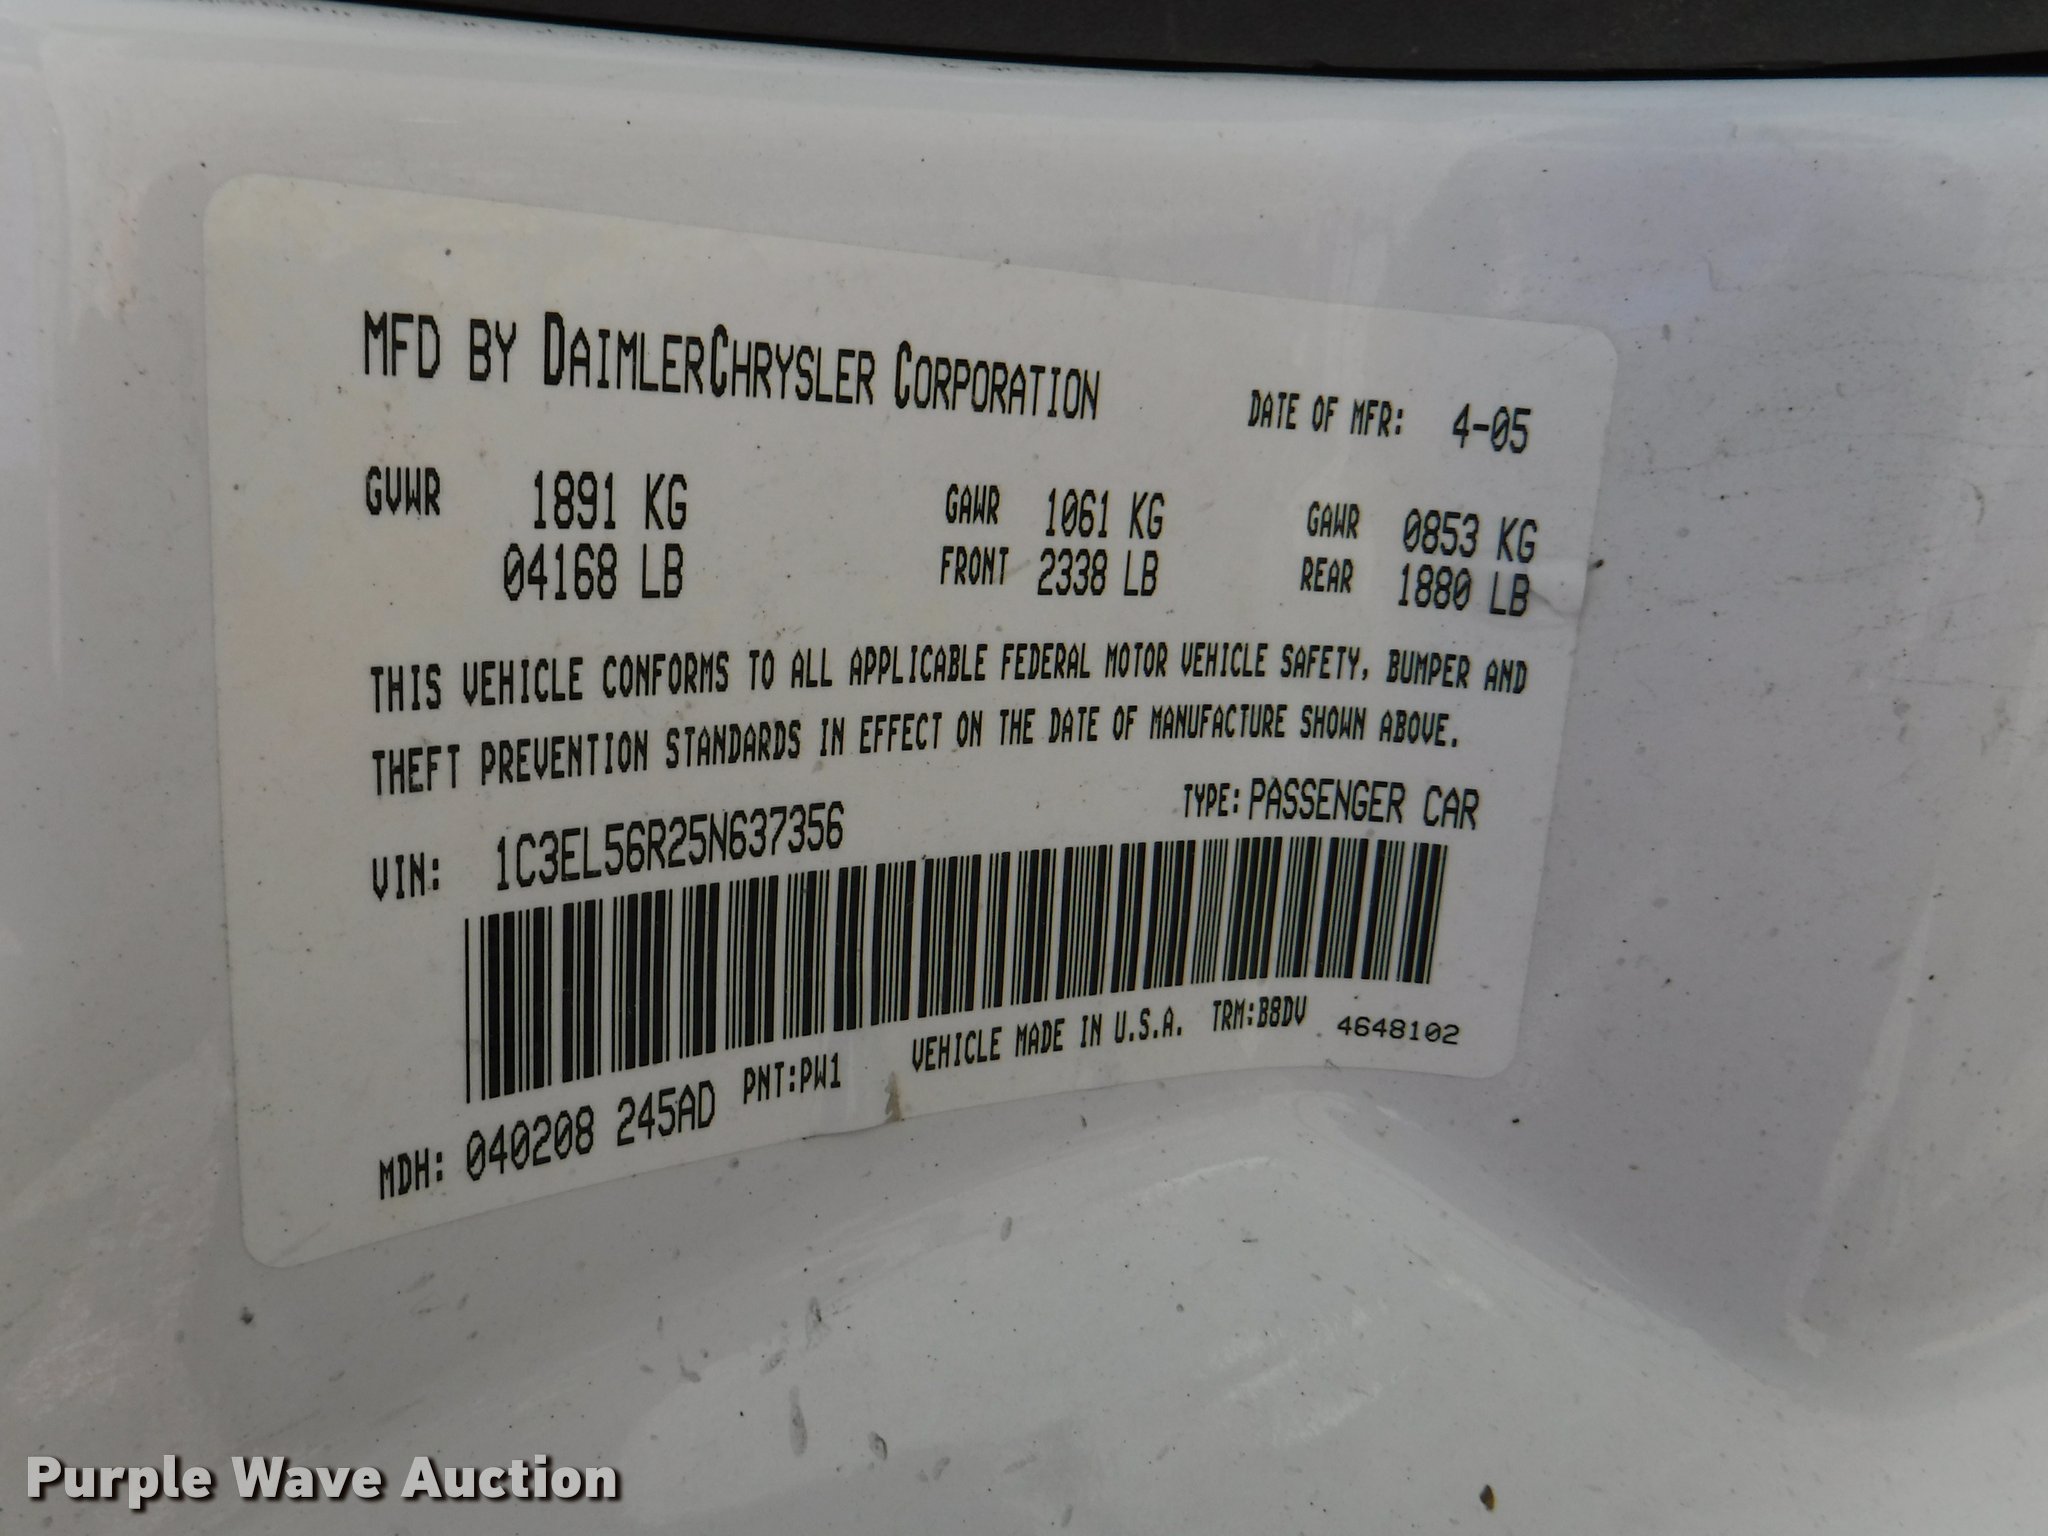 MFD BY DAIMLERCHRYSLER CORPORATION DATE OF MFR: 4-05
GVWR 1891 KG GAWR 1061 KG GAWR 0853 KG
04168 LB FRONT 2338 LB REAR 1880 LB
THIS VEHICLE CONFORMS TO ALL APPLICABLE FEDERAL MOTOR VEHICLE SAFETY, BUMPER AND
THEFT PREVENTION STANDARDS IN EFFECT ON THE DATE OF MANUFACTURE SHOWN ABOVE.
VIN: 1C3EL56R25N637356 TYPE: PASSENGER CAR
MDH: 040208 245AD PNT:PW1 VEHICLE MADE IN U.S.A. TRM:B8DV 4648102
Purple Wave Auction